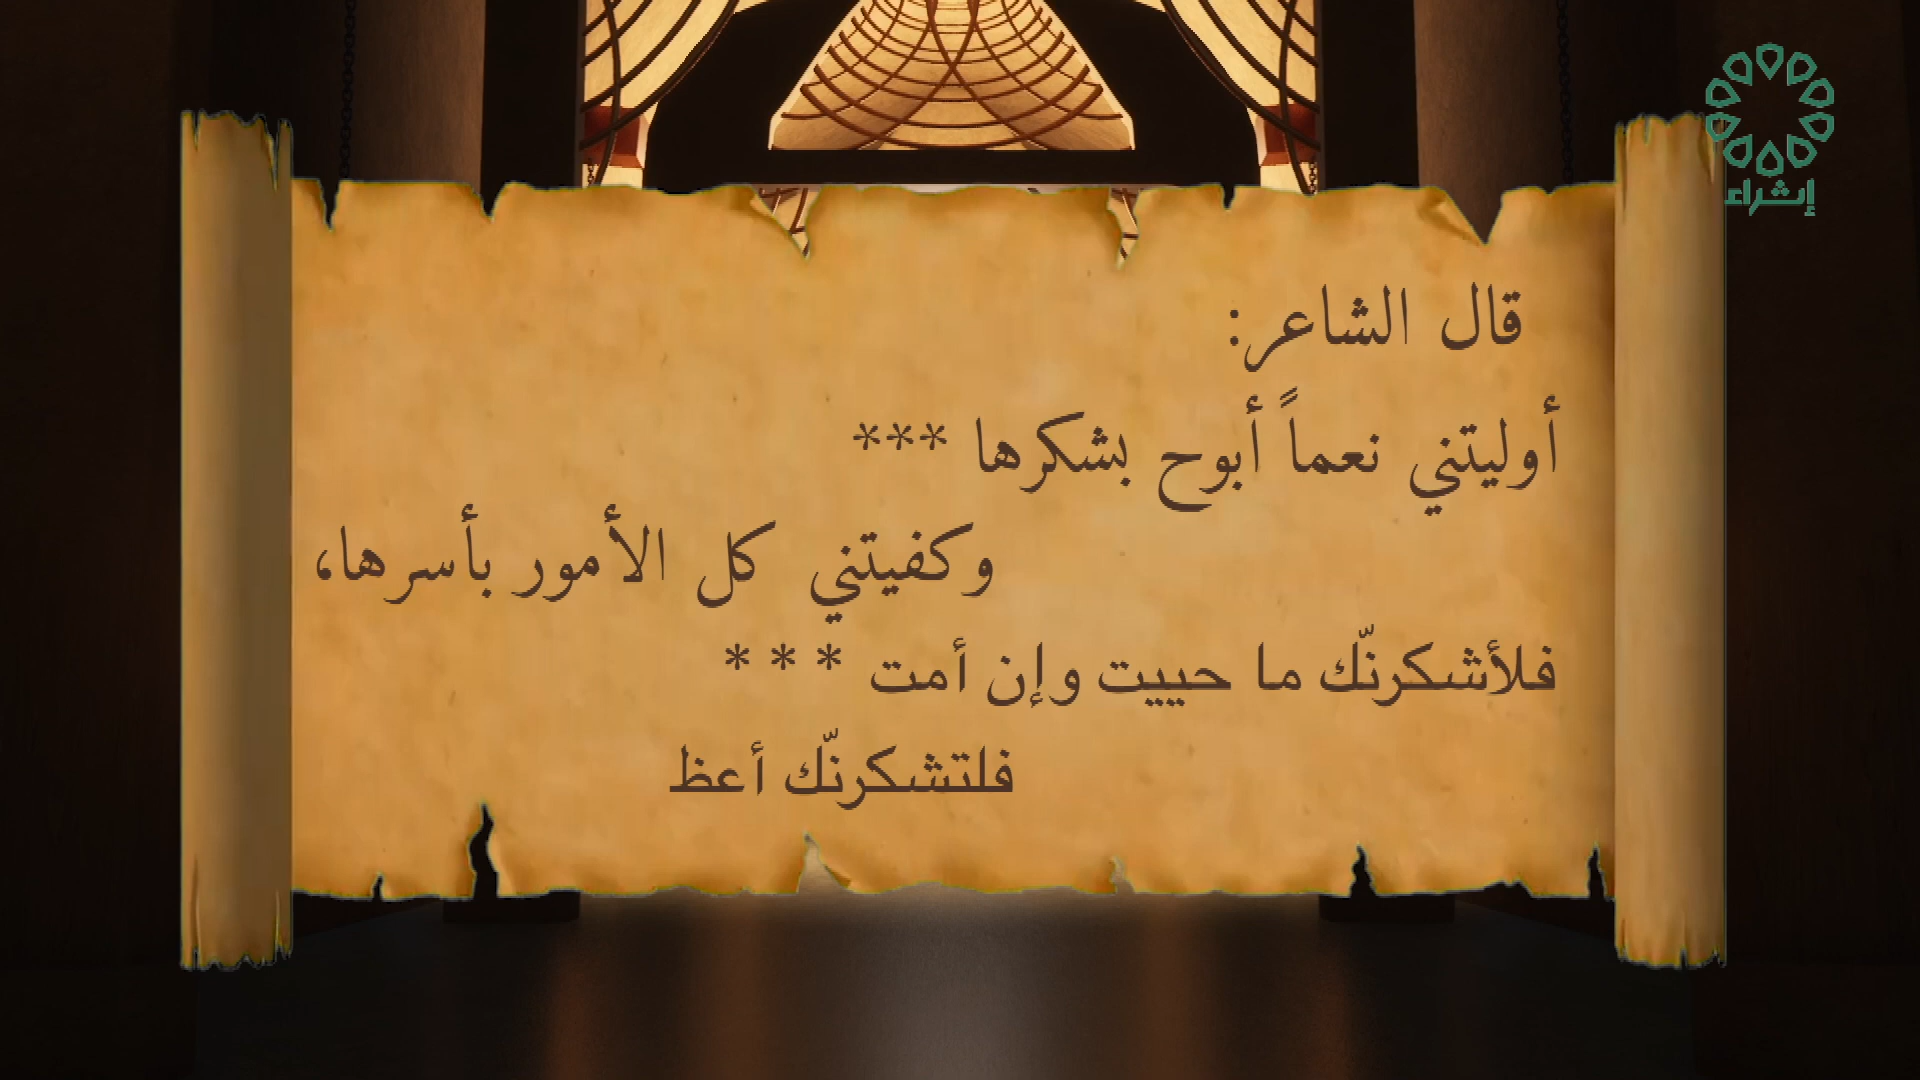 إثراء
قال الشاعر:
أوليتني نعماً أبوح بشكرها ***
وكفيتني كل الأمور بأسرها،
فلأشكرنّك ما حييت وإن أمت * * *
فلتشكرنّك أعظ